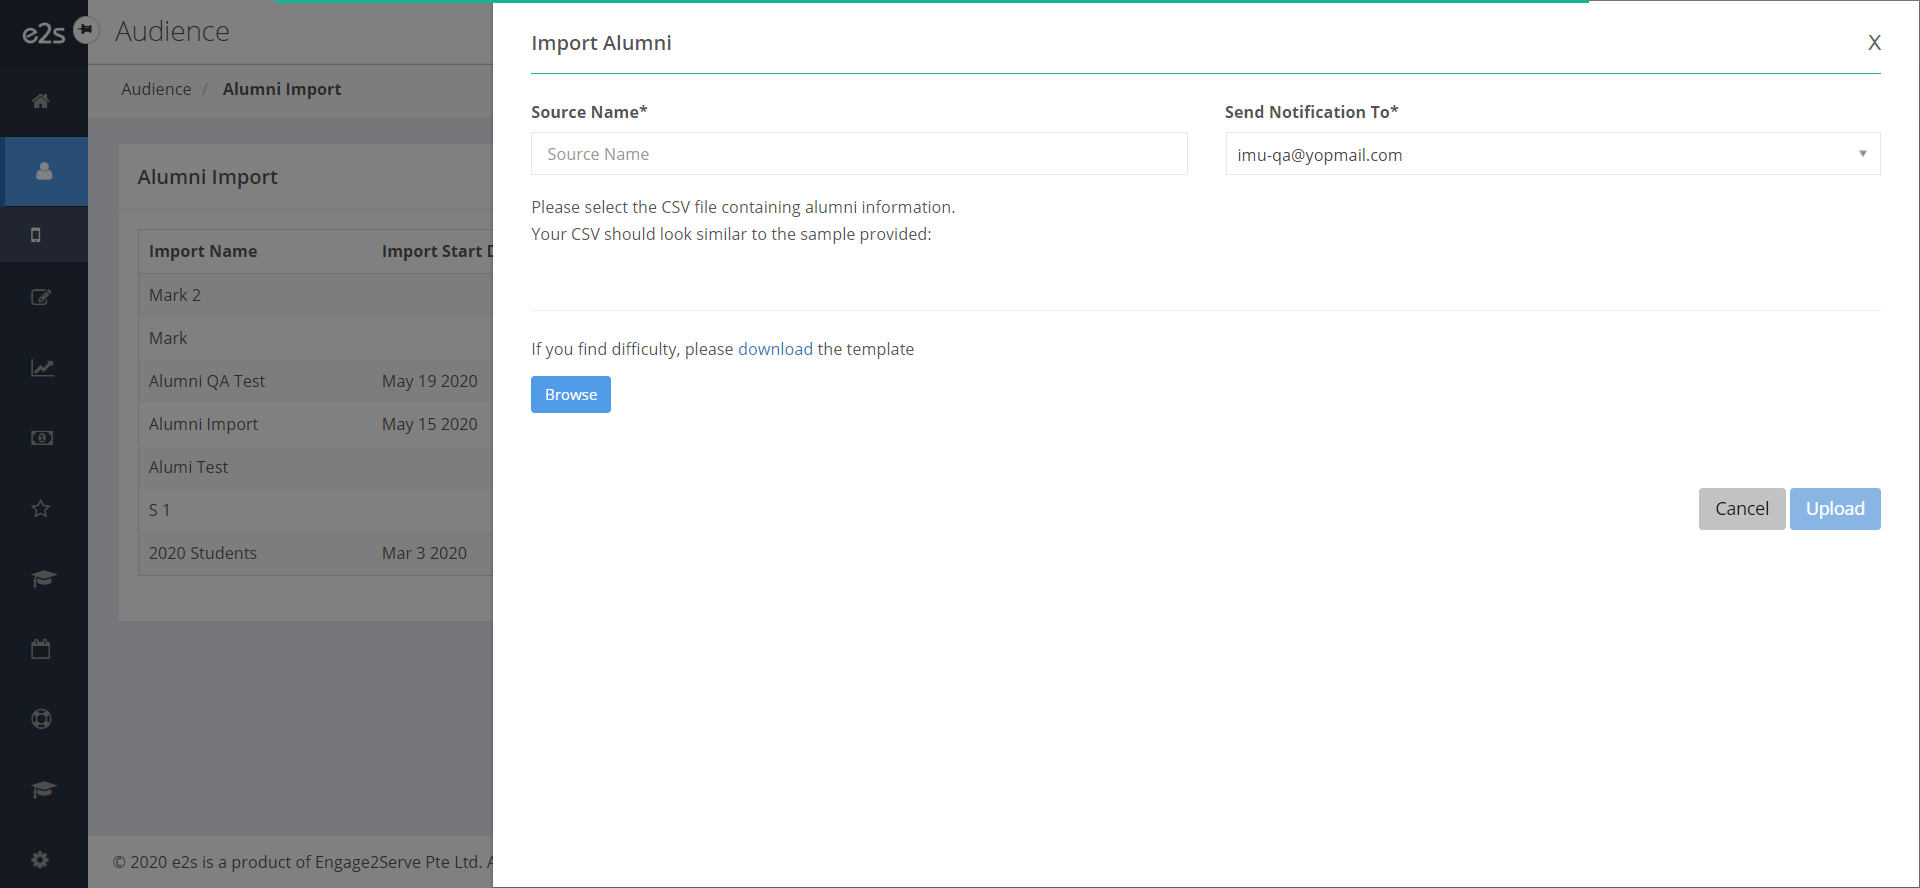 e2s
Audience
Audience / Alumni Import
Alumni Import
Import Name Import Start D
Mark 2
Mark
Alumni QA Test May 19 2020
Alumni Import May 15 2020
Alumi Test
S 1
2020 Students Mar 3 2020
© 2020 e2s is a product of Engage2Serve Pte Ltd. A
Import Alumni X
Source Name* Send Notification To*
Source Name imu-qa@yopmail.com
Please select the CSV file containing alumni information.
Your CSV should look similar to the sample provided:
If you find difficulty, please download the template
Browse
Cancel Upload